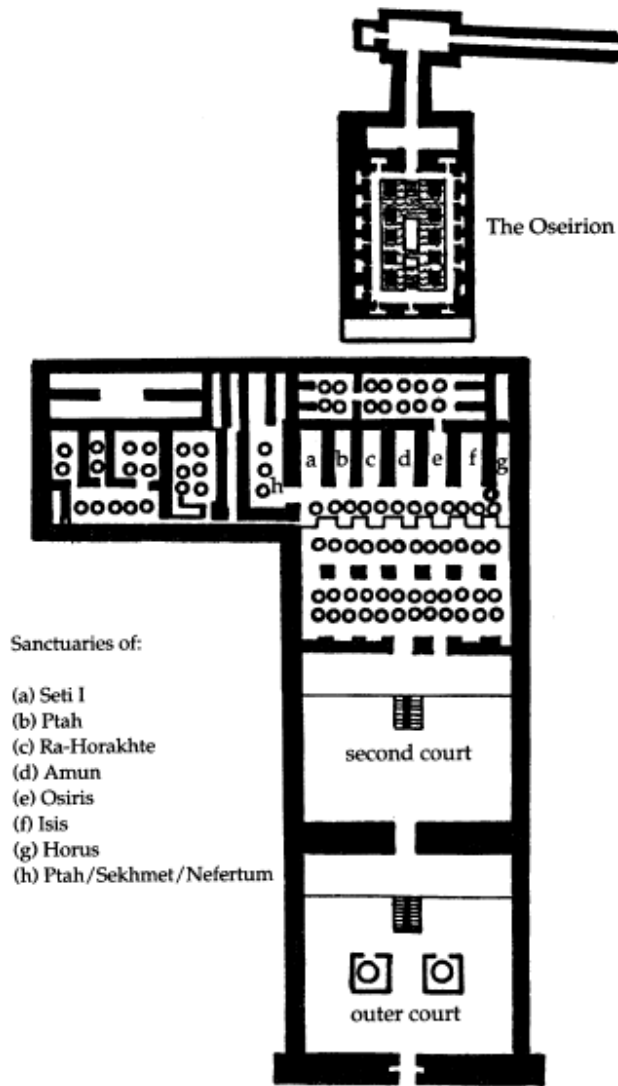 The Oseirion
a
b
c
d
e
f
g
h
Sanctuaries of:
(a) Seti I
(b) Ptah
(c) Ra-Horakhte
(d) Amun
(e) Osiris
(f) Isis
(g) Horus
(h) Ptah/Sekhmet/Nefertum
second court
outer court